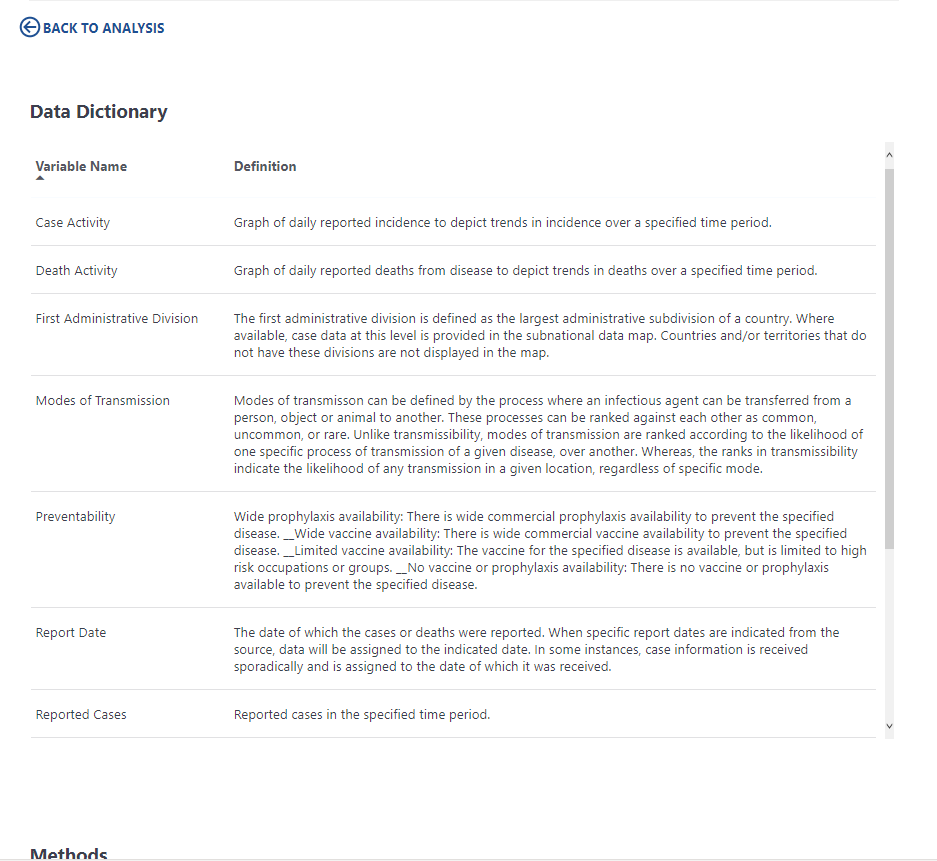 BACK TO ANALYSIS
Data Dictionary
Variable Name
Definition
Case Activity
Graph of daily reported incidence to depict trends in incidence over a specified time period.
Death Activity
Graph of daily reported deaths from disease to depict trends in deaths over a specified time period.
First Administrative Division
The first administrative division is defined as the largest administrative subdivision of a country. Where
available, case data at this level is provided in the subnational data map. Countries and/or territories that do
not have these divisions are not displayed in the map.
Modes of Transmission
Modes of transmisson can be defined by the process where an infectious agent can be transferred from a
person, object or animal to another. These processes can be ranked against each other as common,
uncommon, or rare. Unlike transmissibility, modes of transmission are ranked according to the likelihood of
one specific process of transmission of a given disease, over another. Whereas, the ranks in transmissibility
indicate the likelihood of any transmission in a given location, regardless of specific mode.
Preventability
Wide prophylaxis availability: There is wide commercial prophylaxis availability to prevent the specified
disease. __Wide vaccine availability: There is wide commercial vaccine availability to prevent the specified
disease. __Limited vaccine availability: The vaccine for the specified disease is available, but is limited to high
risk occupations or groups. __No vaccine or prophylaxis availability: There is no vaccine or prophylaxis
available to prevent the specified disease.
Report Date
The date of which the cases or deaths were reported. When specific report dates are indicated from the
source, data will be assigned to the indicated date. In some instances, case information is received
sporadically and is assigned to the date of which it was received.
Reported Cases
Reported cases in the specified time period.
Methods